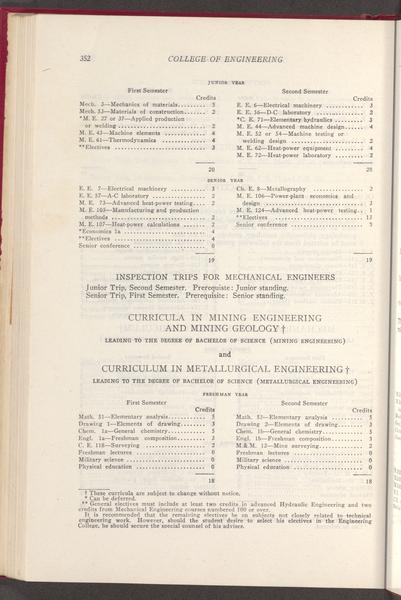 352 COLLEGE OF ENGINEERING
JUNIOR YEAR
First Semester
Credits
Mech. 3—Mechanics of materials 5
Mech. 53—Materials of construction 2
*M. E. 27 or 37—Applied production
or welding 2
M. E. 43—Machine elements 4
M. E. 61—Thermodynamics 4
**Electives 3
20
Second Semester
Credits
E. E. 6—Electrical machinery 3
E. E. 56—D-C laboratory 2
*C. E. 71—Elementary hydraulics 3
M. E. 44—Advanced machine design 4
M. E. 52 or 54—Machine testing or
welding design 2
M. E. 62—Heat-power equipment 4
M. E. 72—Heat-power laboratory 2
20
SENIOR YEAR
E. E. 7—Electrical machinery 3
E. E. 57—A-C laboratory 2
M. E. 73—Advanced heat-power testing 2
M. E. 103—Manufacturing and production
methods 2
M. E. 107—Heat-power calculations 2
*Economics 1a 4
**Electives 4
Senior conference 0
19
Ch. E. 8—Metallography 2
M. E. 106—Power-plant economics and
design 3
M. E. 124—Advanced heat-power testing 1
**Electives 13
Senior conference
19
INSPECTION TRIPS FOR MECHANICAL ENGINEERS
Junior Trip, Second Semester. Prerequiste: Junior standing.
Senior Trip, First Semester. Prerequisite: Senior standing.
CURRICULA IN MINING ENGINEERING
AND MINING GEOLOGY †
LEADING TO THE DEGREE OF BACHELOR OF SCIENCE (MINING ENGINEERING)
and
CURRICULUM IN METALLURGICAL ENGINEERING †
LEADING TO THE DEGREE OF BACHELOR OF SCIENCE (METALLURGICAL ENGINEERING)
FRESHMAN YEAR
First Semester
Credits
Math. 51—Elementary analysis 5
Drawing 1—Elements of drawing 3
Chem. 1a—General chemistry 5
Engl. 1a—Freshman composition 3
C. E. 118—Surveying 2
Freshman lectures 0
Military science 0
Physical education 0
18
Second Semester
Credits
Math. 52—Elementary analysis 5
Drawing 2—Elements of drawing 3
Chem. 1b—General chemistry 5
Engl. 1b—Freshman composition 3
M.& M. 12—Mine surveying 2
Freshman lectures 0
Military science 0
Physical education 0
18
† These curricula are subject to change without notice.
* Can be deferred.
** General electives must include at least two credits in advanced Hydraulic Engineering and two
credits from Mechanical Engineering courses numbered 100 or over.
It is recommended that the remaining electives be on subjects not closely related to technical
engineering work. However, should the student desire to select his electives in the Engineering
College, he should secure the special counsel of his adviser.